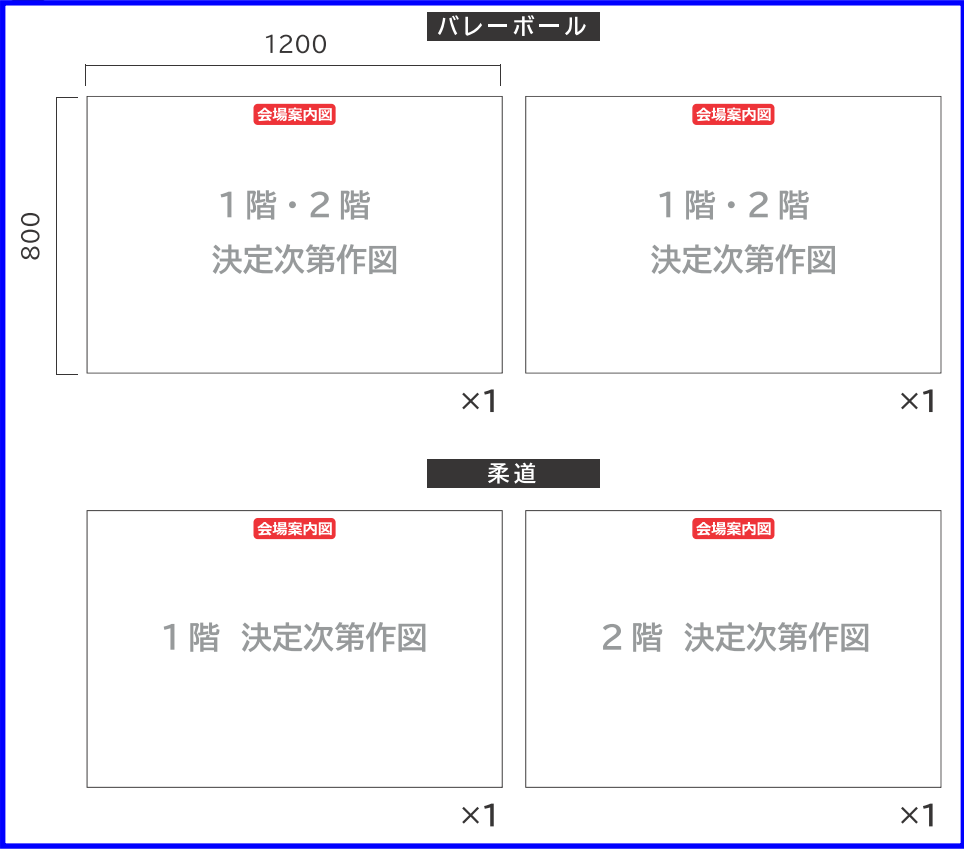 バレーボール
1200
800
会場案内図
1階・2階
決定次第作図
×1
会場案内図
1階・2階
決定次第作図
×1
柔道
会場案内図
1階 決定次第作図
×1
会場案内図
2階 決定次第作図
×1